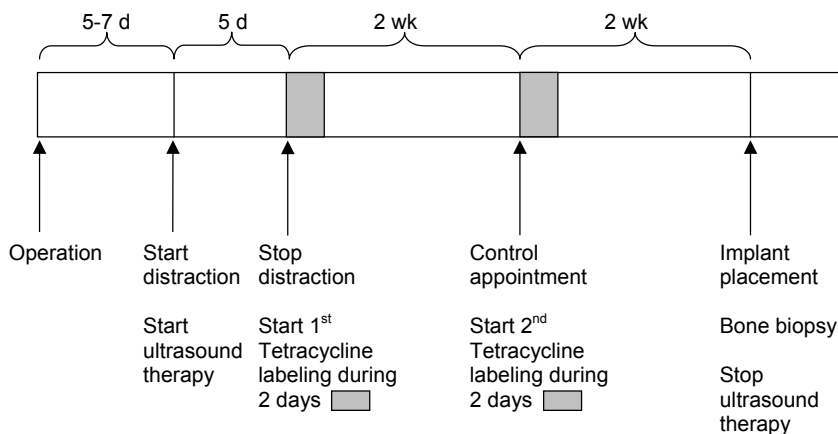 5-7 d
5 d
2 wk
2 wk
Operation
Start
distraction
Start
ultrasound
therapy
Stop
distraction
Start 1st
Tetracycline
labeling during
2 days
Control
appointment
Start 2nd
Tetracycline
labeling during
2 days
Implant
placement
Bone biopsy
Stop
ultrasound
therapy